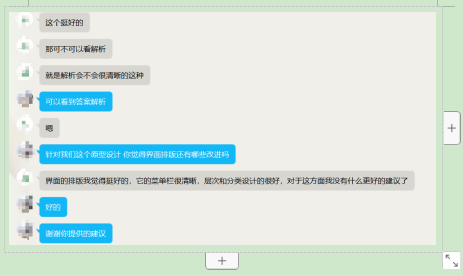 这个挺好的
那可不可以看解析
就是解析会不会很清晰的这种
可以看到答案解析
嗯
针对我们这个原型设计 你觉得界面排版还有哪些改进吗
界面的排版我觉得挺好的，它的菜单栏很清晰，层次和分类设计的很好，对于这方面我没有什么更好的建议了
好的
谢谢你提供的建议